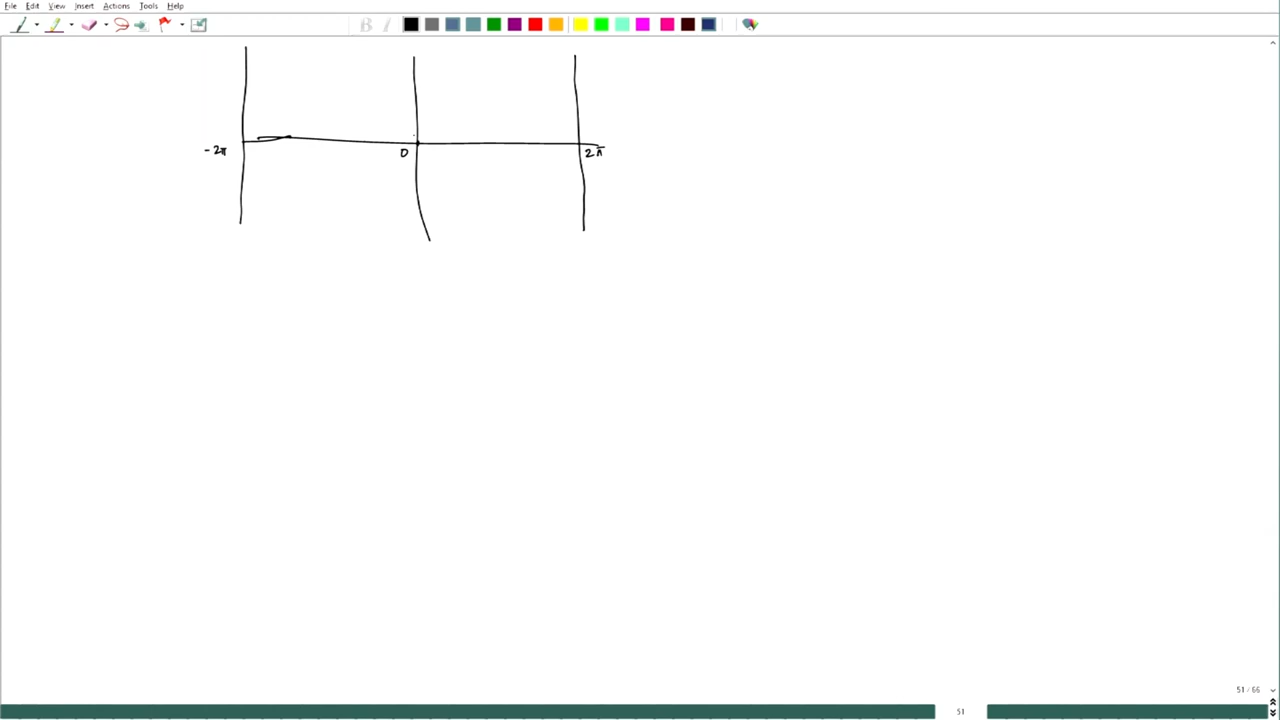 File Edit View Insert Actions Tools Help
B I
-2π 0 2π
51 / 66
51